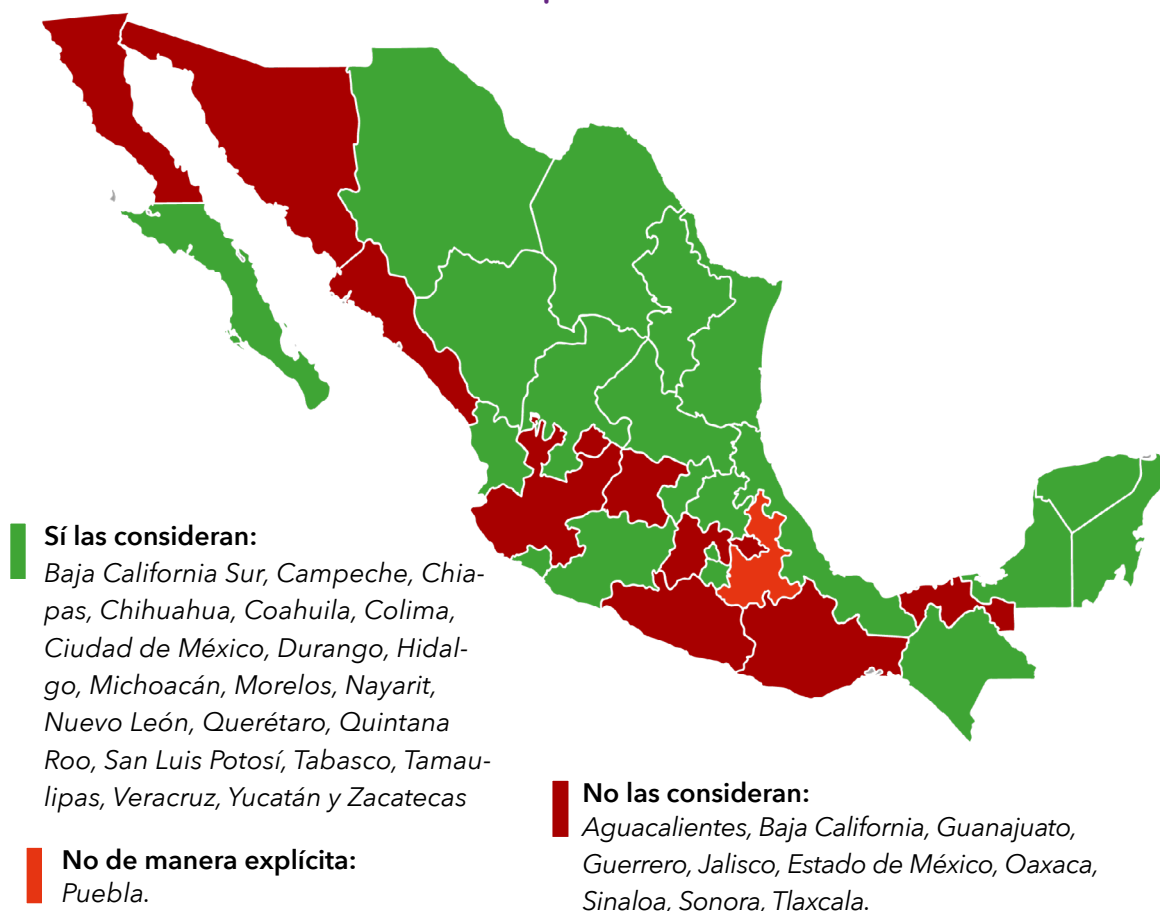 Sí las consideran:
Baja California Sur, Campeche, Chia-
pas, Chihuahua, Coahuila, Colima,
Ciudad de México, Durango, Hidal-
go, Michoacán, Morelos, Nayarit,
Nuevo León, Querétaro, Quintana
Roo, San Luis Potosí, Tabasco, Tamau-
lipas, Veracruz, Yucatán y Zacatecas
No de manera explícita:
Puebla.
No las consideran:
Aguacalientes, Baja California, Guanajuato,
Guerrero, Jalisco, Estado de México, Oaxaca,
Sinaloa, Sonora, Tlaxcala.